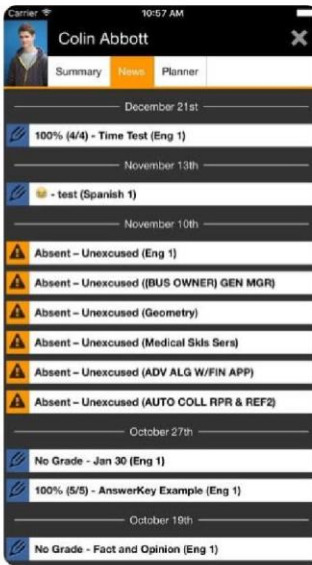 Carrier 10:57 AM
Colin Abbott
Summary News Planner
December 21st
100% (4/4) - Time Test (Eng 1)
November 13th
😂 - test (Spanish 1)
November 10th
Absent – Unexcused (Eng 1)
Absent – Unexcused ((BUS OWNER) GEN MGR)
Absent – Unexcused (Geometry)
Absent – Unexcused (Medical Skls Sers)
Absent – Unexcused (ADV ALG W/FIN APP)
Absent – Unexcused (AUTO COLL RPR & REF2)
October 27th
No Grade - Jan 30 (Eng 1)
100% (5/5) - AnswerKey Example (Eng 1)
October 19th
No Grade - Fact and Opinion (Eng 1)